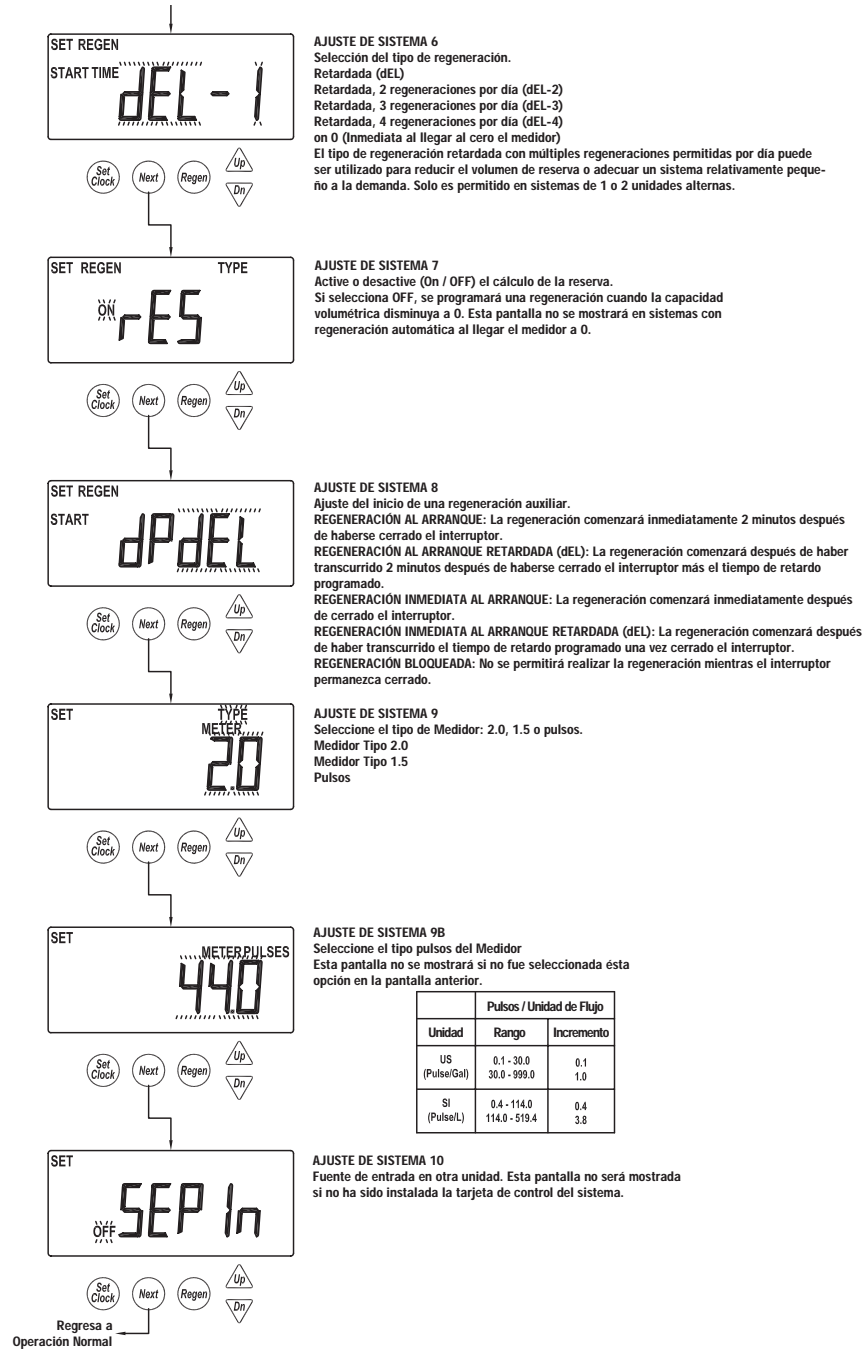 SET REGEN
START TIME
dEL - 1
AJUSTE DE SISTEMA 6
Selección del tipo de regeneración.
Retardada (dEL)
Retardada, 2 regeneraciones por día (dEL-2)
Retardada, 3 regeneraciones por día (dEL-3)
Retardada, 4 regeneraciones por día (dEL-4)
on 0 (Inmediata al llegar al cero el medidor)
El tipo de regeneración retardada con múltiples regeneraciones permitidas por día puede
ser utilizado para reducir el volumen de reserva o adecuar un sistema relativamente peque-
ño a la demanda. Solo es permitido en sistemas de 1 o 2 unidades alternas.
Set Clock
Next
Regen
Up
Dn
SET REGEN TYPE
ON rES
AJUSTE DE SISTEMA 7
Active o desactive (On / OFF) el cálculo de la reserva.
Si selecciona OFF, se programará una regeneración cuando la capacidad
volumétrica disminuya a 0. Esta pantalla no se mostrará en sistemas con
regeneración automática al llegar el medidor a 0.
Set Clock
Next
Regen
Up
Dn
SET REGEN
START
dPdEL
AJUSTE DE SISTEMA 8
Ajuste del inicio de una regeneración auxiliar.
REGENERACIÓN AL ARRANQUE: La regeneración comenzará inmediatamente 2 minutos después
de haberse cerrado el interruptor.
REGENERACIÓN AL ARRANQUE RETARDADA (dEL): La regeneración comenzará después de haber
transcurrido 2 minutos después de haberse cerrado el interruptor más el tiempo de retardo
programado.
REGENERACIÓN INMEDIATA AL ARRANQUE: La regeneración comenzará inmediatamente después
de cerrado el interruptor.
REGENERACIÓN INMEDIATA AL ARRANQUE RETARDADA (dEL): La regeneración comenzará después
de haber transcurrido el tiempo de retardo programado una vez cerrado el interruptor.
REGENERACIÓN BLOQUEADA: No se permitirá realizar la regeneración mientras el interruptor
permanezca cerrado.
Set Clock
Next
Regen
Up
Dn
SET
TYPE
METER
2.0
AJUSTE DE SISTEMA 9
Seleccione el tipo de Medidor: 2.0, 1.5 o pulsos.
Medidor Tipo 2.0
Medidor Tipo 1.5
Pulsos
Set Clock
Next
Regen
Up
Dn
SET
METER PULSES
44.0
AJUSTE DE SISTEMA 9B
Seleccione el tipo pulsos del Medidor
Esta pantalla no se mostrará si no fue seleccionada ésta
opción en la pantalla anterior.
Pulsos / Unidad de Flujo
Unidad Rango Incremento
US (Pulse/Gal) 0.1 - 30.0 0.1
30.0 - 999.0 1.0
SI (Pulse/L) 0.4 - 114.0 0.4
114.0 - 519.4 3.8
Set Clock
Next
Regen
Up
Dn
SET
OFF SEP In
AJUSTE DE SISTEMA 10
Fuente de entrada en otra unidad. Esta pantalla no será mostrada
si no ha sido instalada la tarjeta de control del sistema.
Set Clock
Next
Regen
Up
Dn
Regresa a
Operación Normal